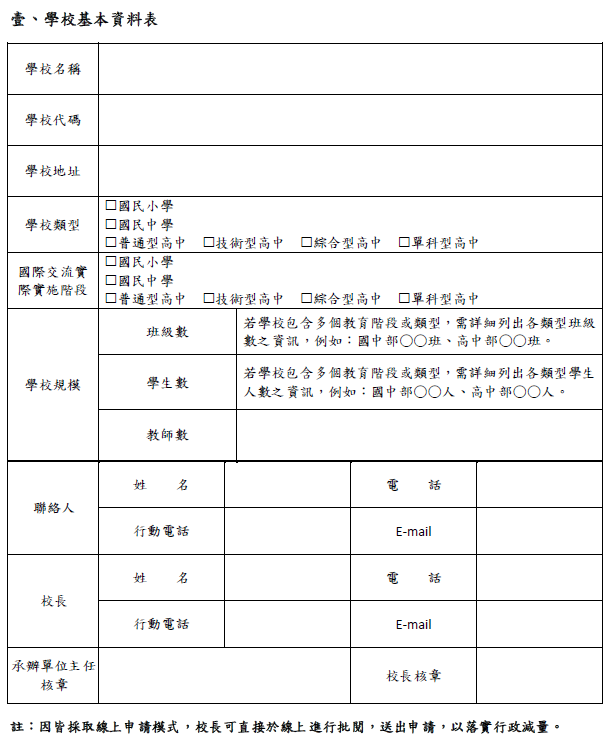 壹、學校基本資料表
學校名稱
學校代碼
學校地址
學校類型
□國民小學
□國民中學
□普通型高中 □技術型高中 □綜合型高中 □單科型高中
國際交流實
際實施階段
□國民小學
□國民中學
□普通型高中 □技術型高中 □綜合型高中 □單科型高中
學校規模
班級數
若學校包含多個教育階段或類型，需詳細列出各類型班級
數之資訊，例如：國中部◯◯班、高中部◯◯班。
學生數
若學校包含多個教育階段或類型，需詳細列出各類型學生
人數之資訊，例如：國中部◯◯人、高中部◯◯人。
教師數
聯絡人
姓 名
電 話
行動電話
E-mail
校長
姓 名
電 話
行動電話
E-mail
承辦單位主任
核章
校長核章
註：因皆採取線上申請模式，校長可直接於線上進行批閱，送出申請，以落實行政減量。